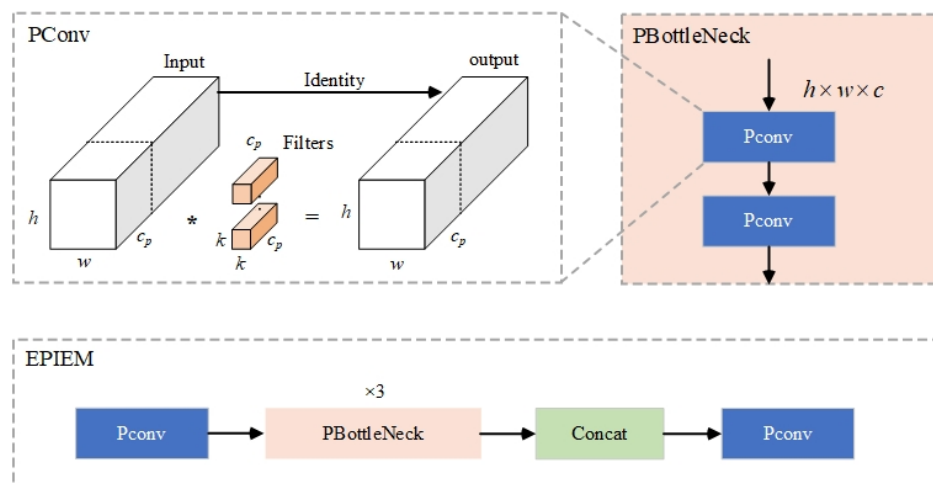 PConv
Input
Identity
output
c_p
Filters
h
*
k
c_p
=
h
c_p
c_p
w
k
w
PBottleNeck
h×w×c
Pconv
Pconv
EPIEM
×3
Pconv
PBottleNeck
Concat
Pconv